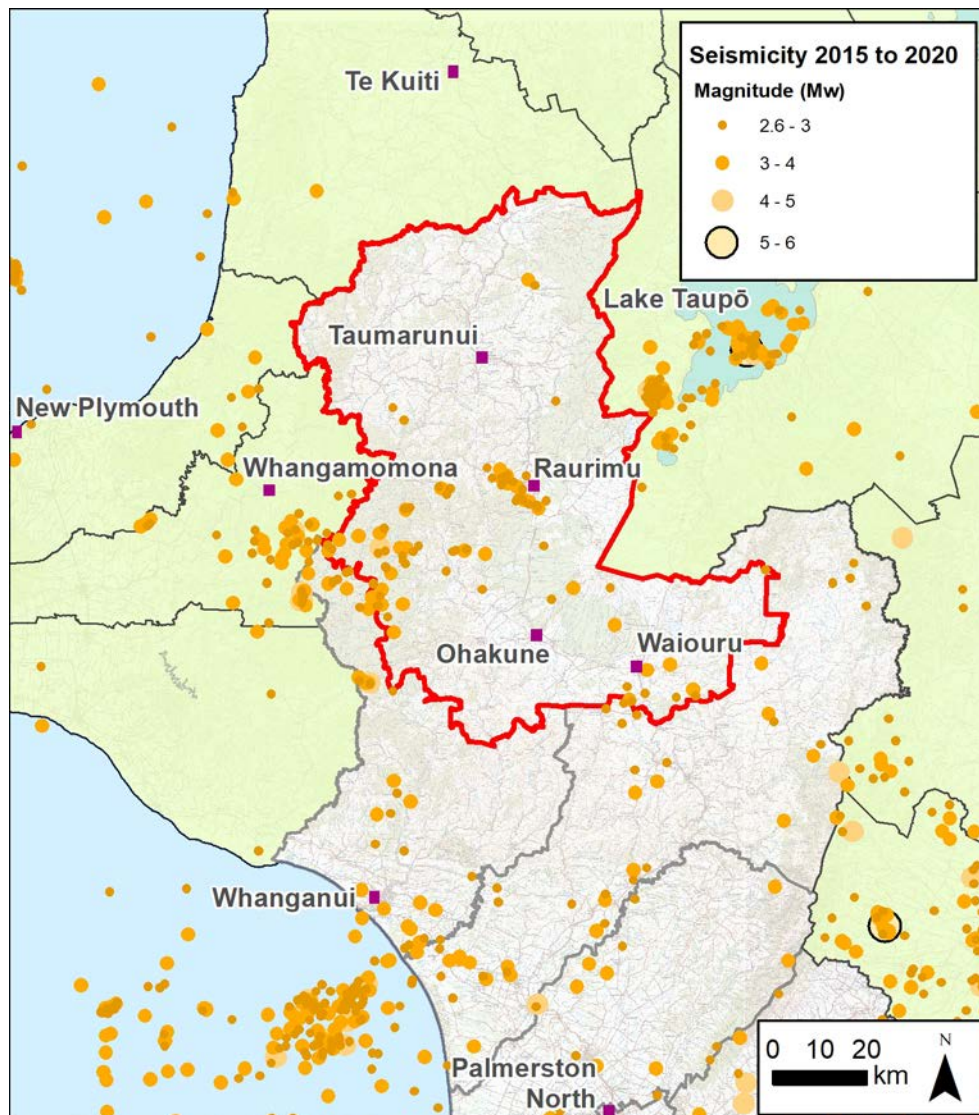 Seismicity 2015 to 2020
Magnitude (Mw)
2.6 - 3
3 - 4
4 - 5
5 - 6
Te Kuiti
Lake Taupō
Taumarunui
New Plymouth
Whangamomona
Raurimu
Ohakune
Waiouru
Whanganui
Palmerston
North
0 10 20
km
N